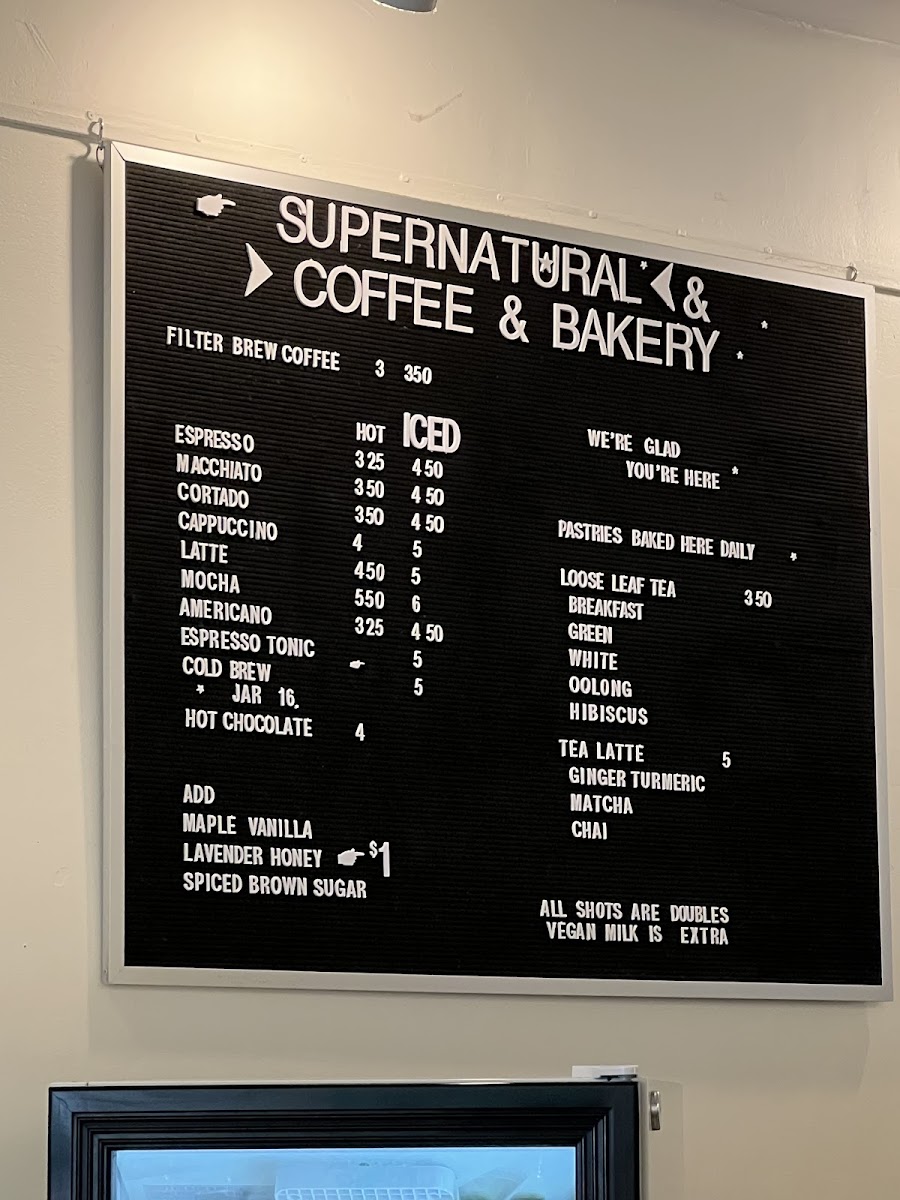 SUPERNATURAL &
COFFEE & BAKERY
FILTER BREW COFFEE 3 350
HOT ICED
ESPRESSO 325 450
MACCHIATO 350 450
CORTADO 350 450
CAPPUCCINO 4 5
LATTE 450 5
MOCHA 550 6
AMERICANO 325 450
ESPRESSO TONIC 5
COLD BREW 5
* JAR 16.
HOT CHOCOLATE 4
ADD
MAPLE VANILLA
LAVENDER HONEY $1
SPICED BROWN SUGAR
WE'RE GLAD
YOU'RE HERE *
PASTRIES BAKED HERE DAILY *
LOOSE LEAF TEA 350
BREAKFAST
GREEN
WHITE
OOLONG
HIBISCUS
TEA LATTE 5
GINGER TURMERIC
MATCHA
CHAI
ALL SHOTS ARE DOUBLES
VEGAN MILK IS EXTRA